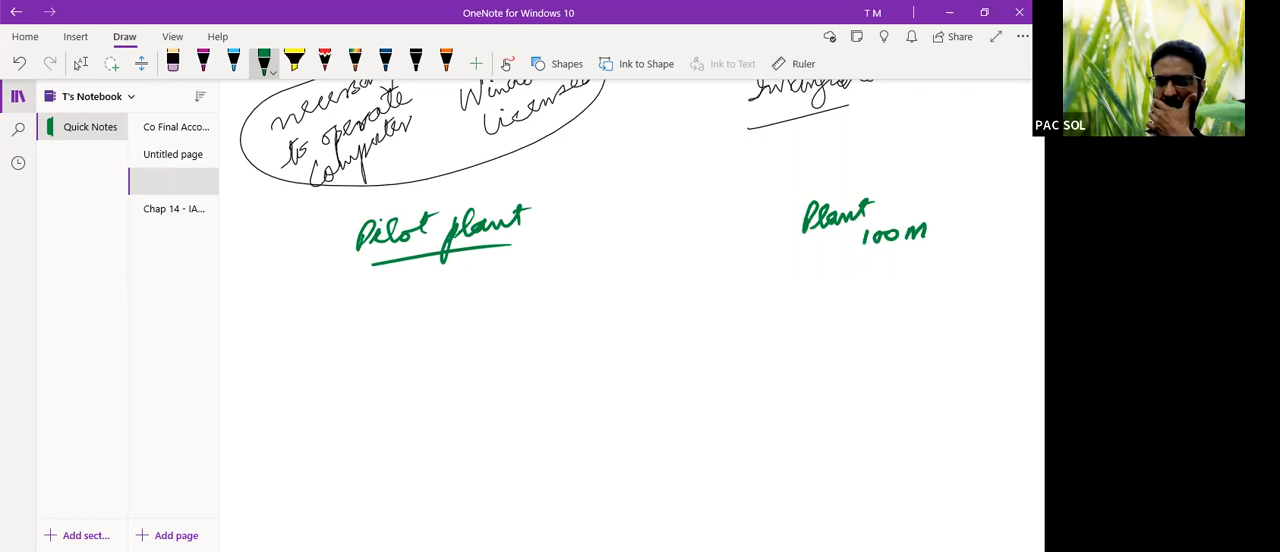 OneNote for Windows 10
T M
Home Insert Draw View Help
Share
Shapes Ink to Shape Ink to Text Ruler
T's Notebook
Quick Notes
Co Final Acco...
Untitled page
Chap 14 - IA...
to operate
Computer
Licenses
Pilot plant
Plant
100 M
PAC SOL
Add sect...
Add page